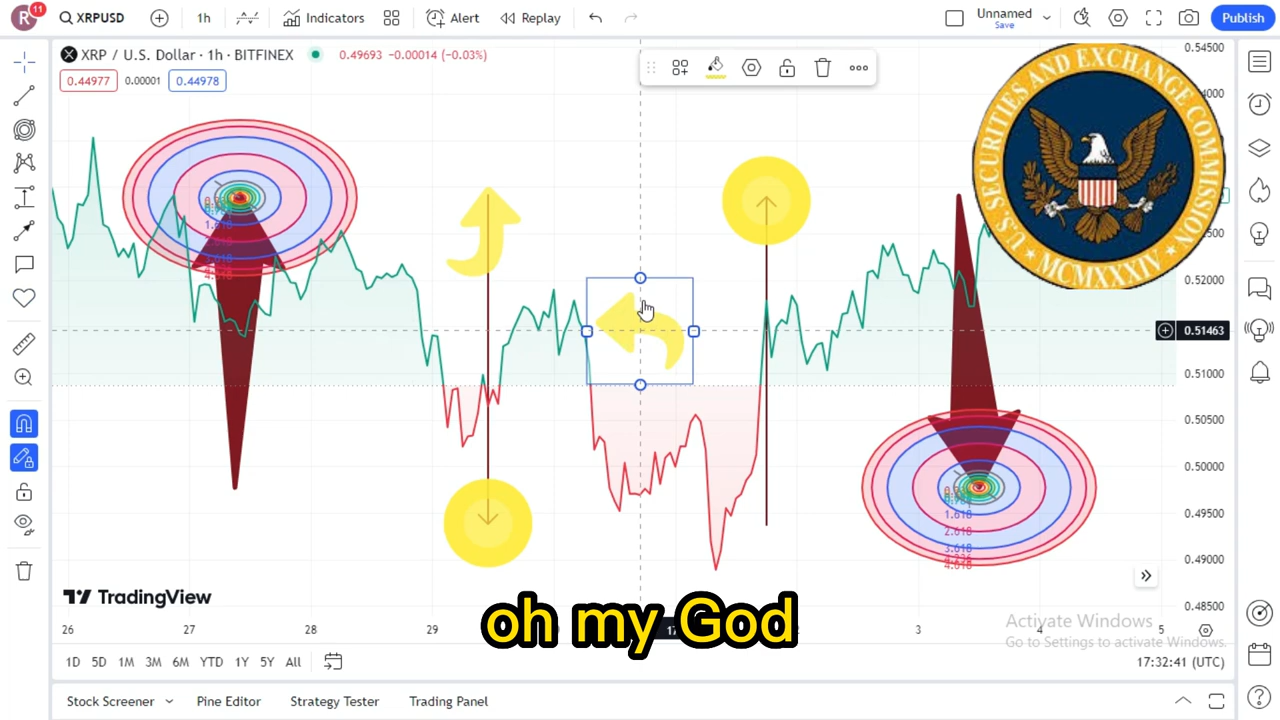 R
11
XRPUSD
1h
Indicators
Alert
Replay
Unnamed
Save
Publish
XRP / U.S. Dollar · 1h · BITFINEX
0.49693 −0.00014 (−0.03%)
0.44977
0.00001
0.44978
U.S. SECURITIES AND EXCHANGE COMMISSION
MCMXXXIV
0.54500
0.52000
0.51463
0.51000
0.50500
0.50000
0.49500
0.49000
0.48500
1.618
2.618
3.618
4.618
TradingView
oh my God
Activate Windows
Go to Settings to activate Windows.
26
27
28
29
3
4
5
1D
5D
1M
3M
6M
YTD
1Y
5Y
All
17:32:41 (UTC)
Stock Screener
Pine Editor
Strategy Tester
Trading Panel